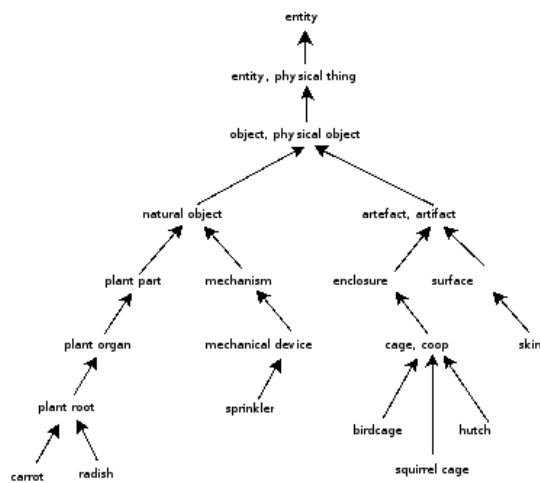 entity
entity, physical thing
object, physical object
natural object
artefact, artifact
plant part
mechanism
enclosure
surface
plant organ
mechanical device
cage, coop
skin
plant root
sprinkler
birdcage
hutch
carrot
radish
squirrel cage